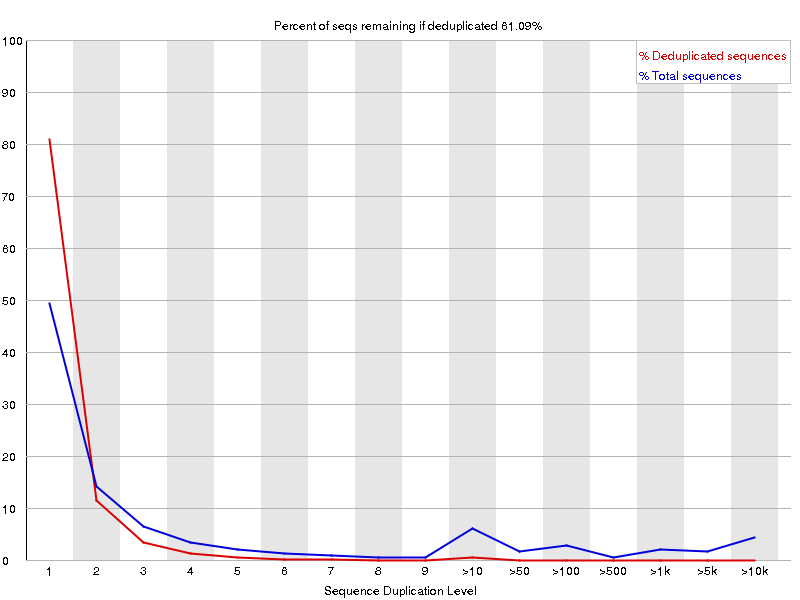 Percent of seqs remaining if deduplicated 61.09%
% Deduplicated sequences
% Total sequences
100
90
80
70
60
50
40
30
20
10
0
1 2 3 4 5 6 7 8 9 >10 >50 >100 >500 >1k >5k >10k
Sequence Duplication Level